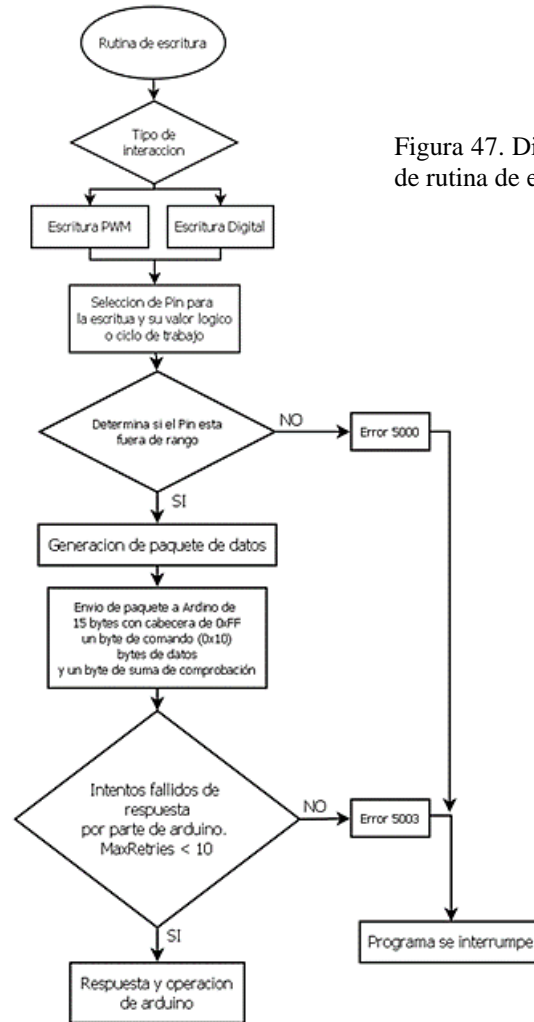 Rutina de escritura
Tipo de
interaccion
Figura 47. Di
de rutina de e
Escritura PWM
Escritura Digital
Seleccion de Pin para
la escritua y su valor logico
o ciclo de trabajo
Determina si el Pin esta
fuera de rango
NO
Error 5000
SI
Generacion de paquete de datos
Envio de paquete a Ardino de
15 bytes con cabecera de 0xFF
un byte de comando (0x10)
bytes de datos
y un byte de suma de comprobación
Intentos fallidos de
respuesta
por parte de arduino.
MaxRetries < 10
NO
Error 5003
SI
Programa se interrumpe
Respuesta y operacion
de arduino